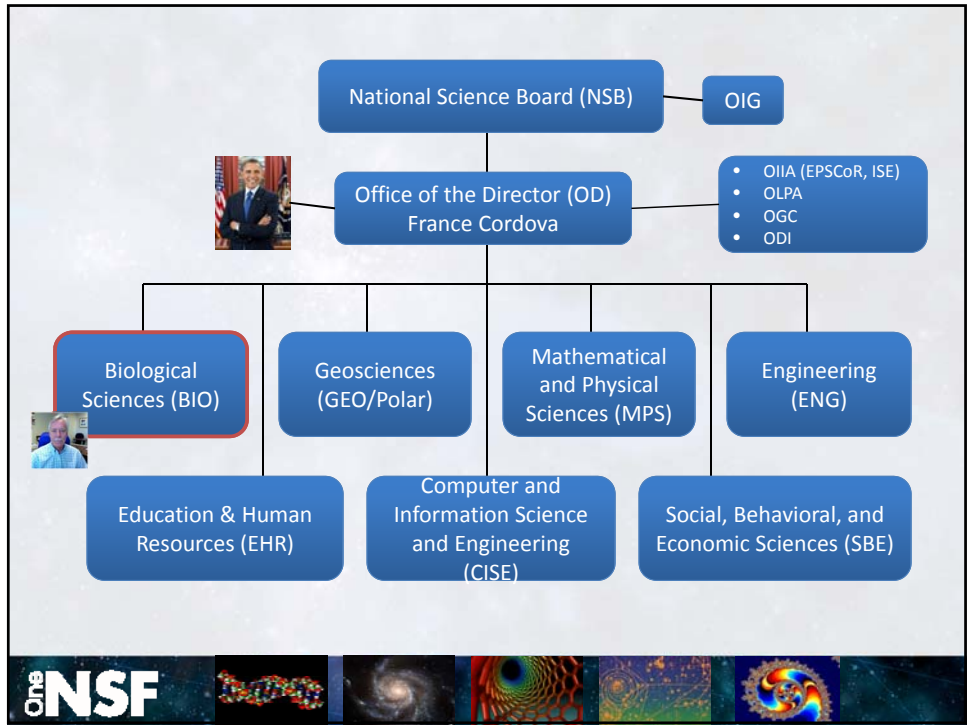 National Science Board (NSB)
OIG
Office of the Director (OD)
France Cordova
• OIIA (EPSCoR, ISE)
• OLPA
• OGC
• ODI
Biological
Sciences (BIO)
Geosciences
(GEO/Polar)
Mathematical
and Physical
Sciences (MPS)
Engineering
(ENG)
Education & Human
Resources (EHR)
Computer and
Information Science
and Engineering
(CISE)
Social, Behavioral, and
Economic Sciences (SBE)
One NSF